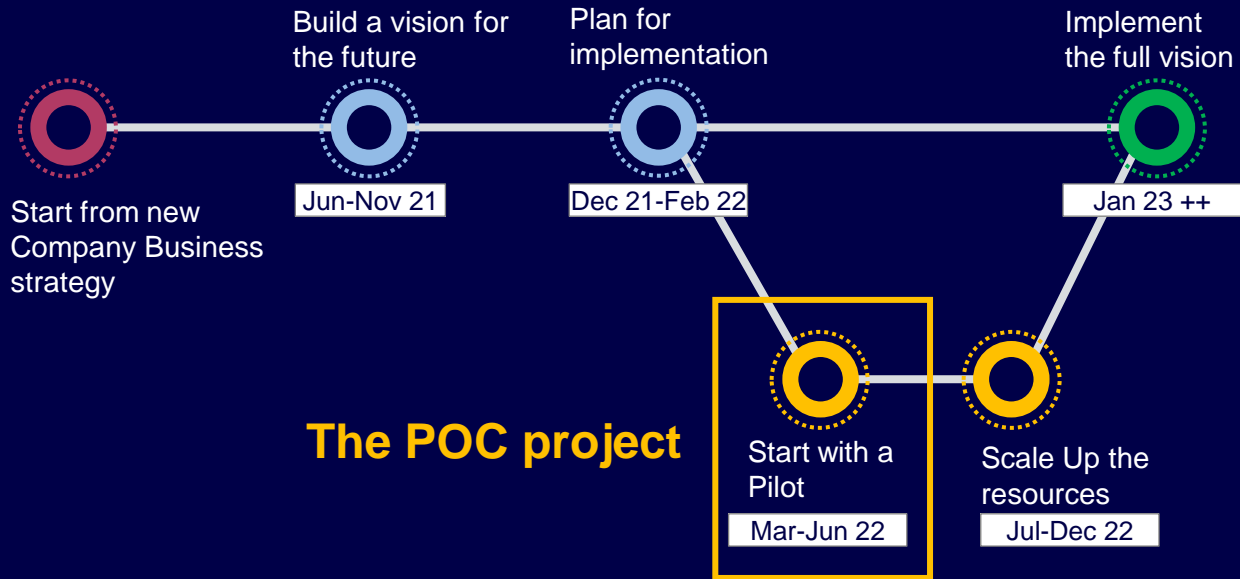 Build a vision for
the future
Plan for
implementation
Implement
the full vision
Jun-Nov 21
Dec 21-Feb 22
Jan 23 ++
Start from new
Company Business
strategy
The POC project
Start with a
Pilot
Mar-Jun 22
Scale Up the
resources
Jul-Dec 22